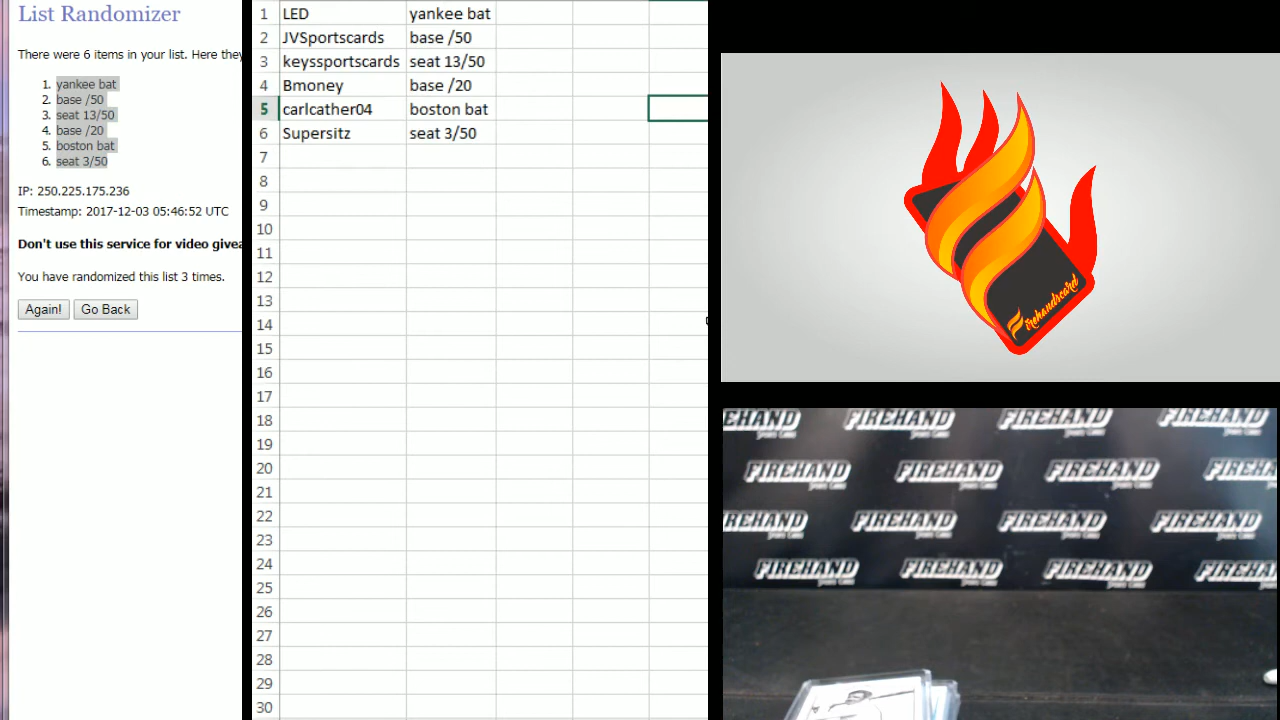 List Randomizer
There were 6 items in your list. Here they
1. yankee bat
2. base /50
3. seat 13/50
4. base /20
5. boston bat
6. seat 3/50
IP: 250.225.175.236
Timestamp: 2017-12-03 05:46:52 UTC
Don't use this service for video givea
You have randomized this list 3 times.
Again! Go Back
1 LED yankee bat
2 JVSportscards base /50
3 keyssportscards seat 13/50
4 Bmoney base /20
5 carlcather04 boston bat
6 Supersitz seat 3/50
7
8
9
10
11
12
13
14
15
16
17
18
19
20
21
22
23
24
25
26
27
28
29
30
firehandscard
FIREHAND FIREHAND FIREHAND FIREHAND
FIREHAND FIREHAND FIREHAND FIREHAND
FIREHAND FIREHAND FIREHAND FIREHAND
FIREHAND FIREHAND FIREHAND FIREHAND